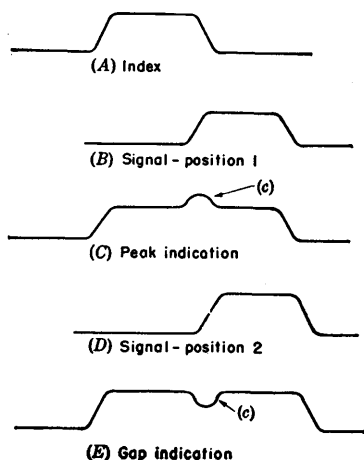 (A) Index
(B) Signal - position 1
(c)
(C) Peak indication
(D) Signal - position 2
(c)
(E) Gap indication